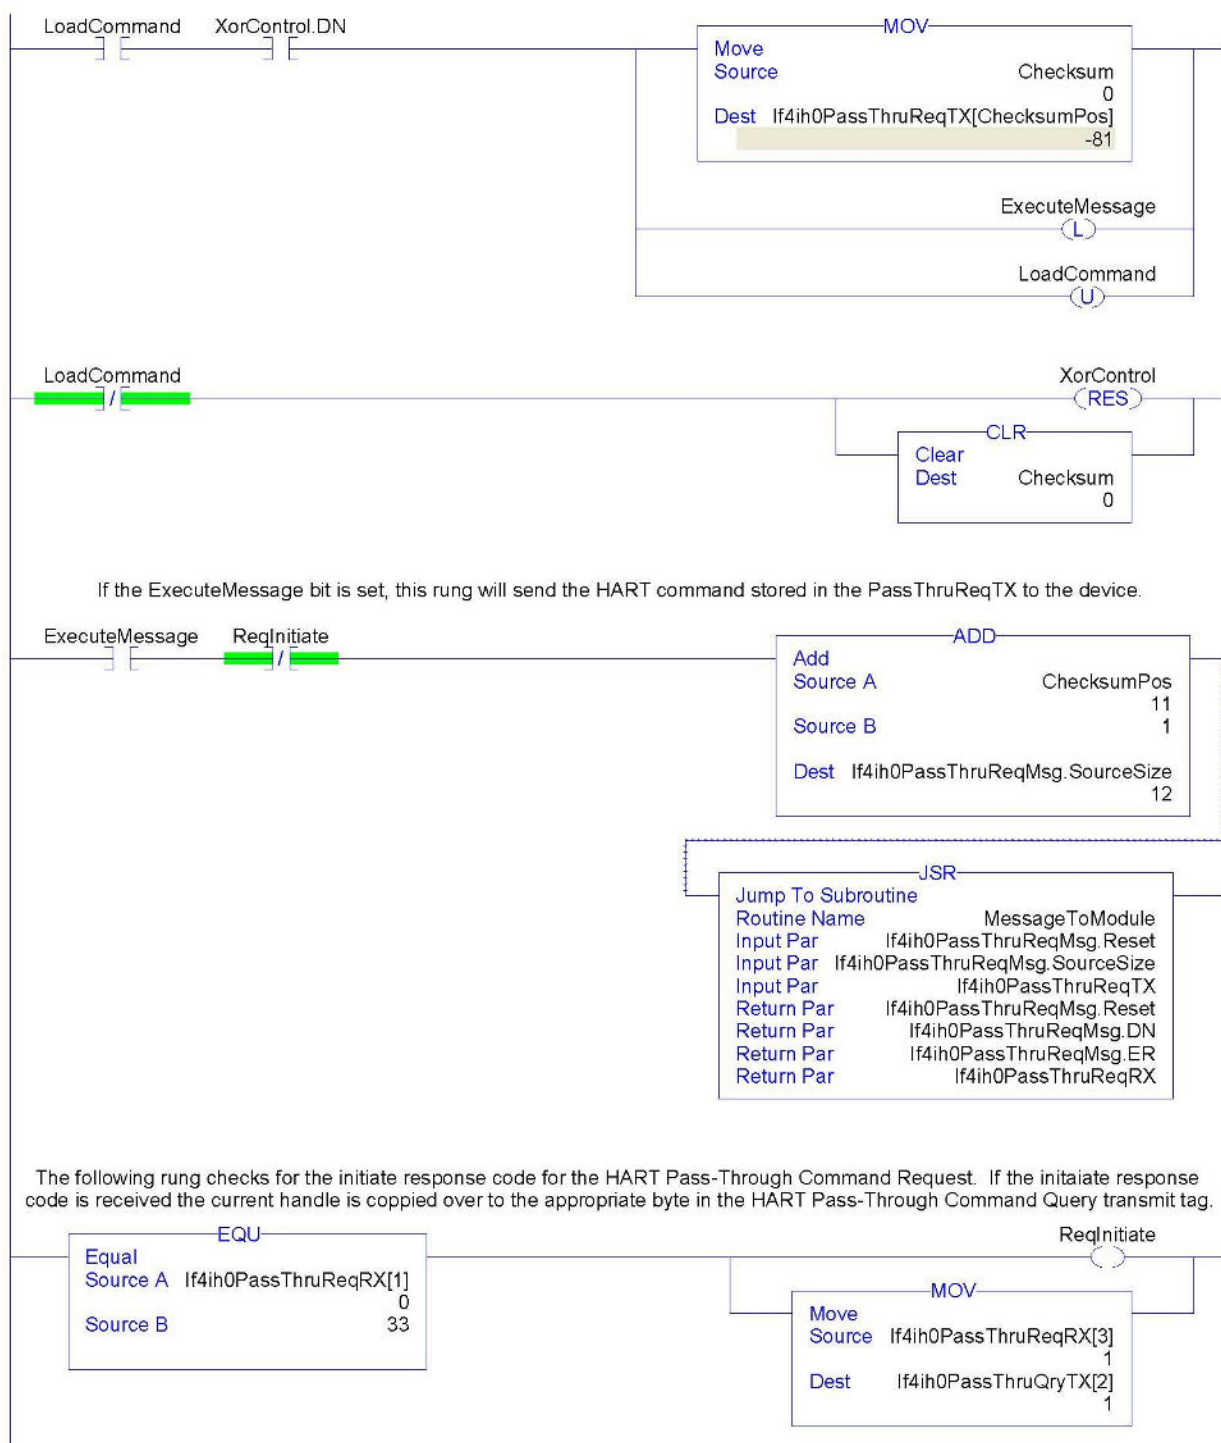 LoadCommand XorControl.DN
MOV
Move
Source Checksum
0
Dest If4ih0PassThruReqTX[ChecksumPos]
-81
ExecuteMessage
L
LoadCommand
U
LoadCommand
/
XorControl
RES
CLR
Clear
Dest Checksum
0
If the ExecuteMessage bit is set, this rung will send the HART command stored in the PassThruReqTX to the device.
ExecuteMessage ReqInitiate
/
ADD
Add
Source A ChecksumPos
11
Source B 1
Dest If4ih0PassThruReqMsg.SourceSize
12
JSR
Jump To Subroutine
Routine Name MessageToModule
Input Par If4ih0PassThruReqMsg.Reset
Input Par If4ih0PassThruReqMsg.SourceSize
Input Par If4ih0PassThruReqTX
Return Par If4ih0PassThruReqMsg.Reset
Return Par If4ih0PassThruReqMsg.DN
Return Par If4ih0PassThruReqMsg.ER
Return Par If4ih0PassThruReqRX
The following rung checks for the initiate response code for the HART Pass-Through Command Request. If the initaiate response
code is received the current handle is coppied over to the appropriate byte in the HART Pass-Through Command Query transmit tag.
EQU
Equal
Source A If4ih0PassThruReqRX[1]
0
Source B 33
ReqInitiate
MOV
Move
Source If4ih0PassThruReqRX[3]
1
Dest If4ih0PassThruQryTX[2]
1